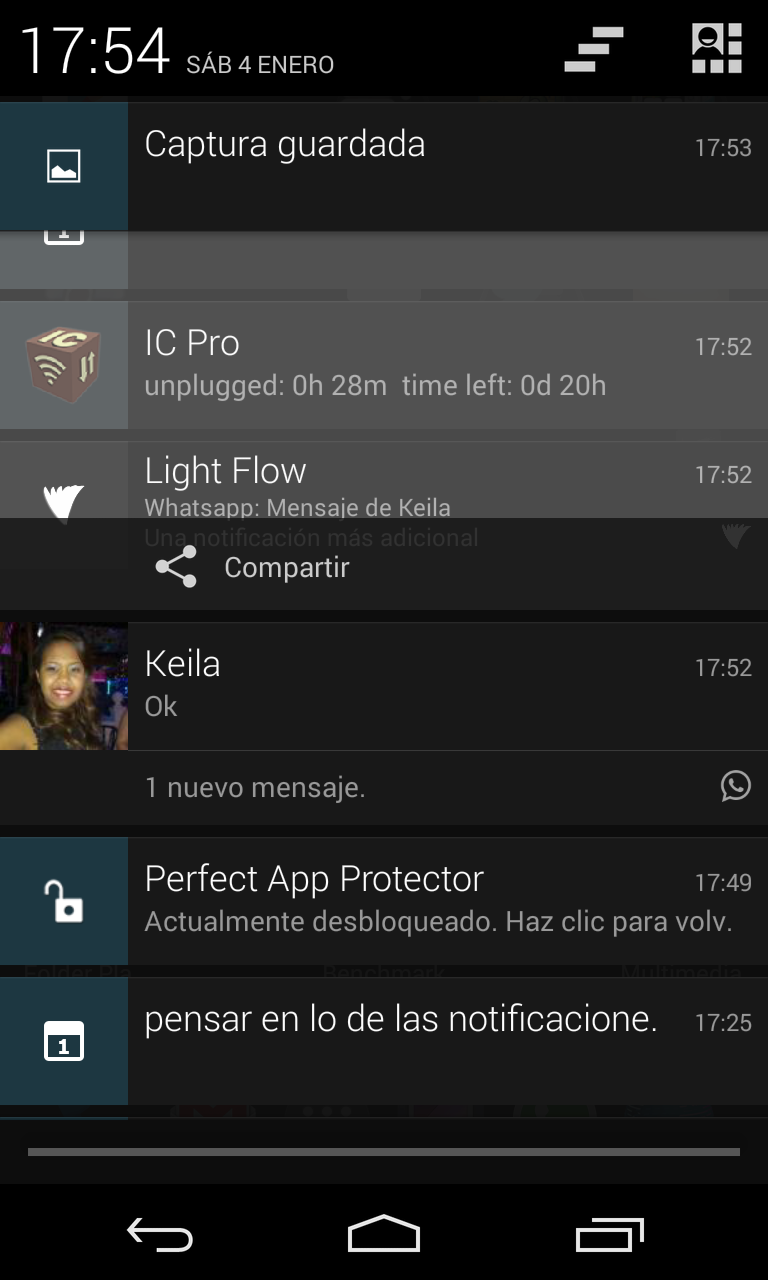 17:54 SÁB 4 ENERO
Captura guardada 17:53
1
IC
IC Pro 17:52
unplugged: 0h 28m time left: 0d 20h
Light Flow 17:52
Whatsapp: Mensaje de Keila
Una notificación más adicional
Compartir
Keila 17:52
Ok
1 nuevo mensaje.
Perfect App Protector 17:49
Actualmente desbloqueado. Haz clic para volv.
Folder Pla Benchmark Multimedia
pensar en lo de las notificacione. 17:25
1